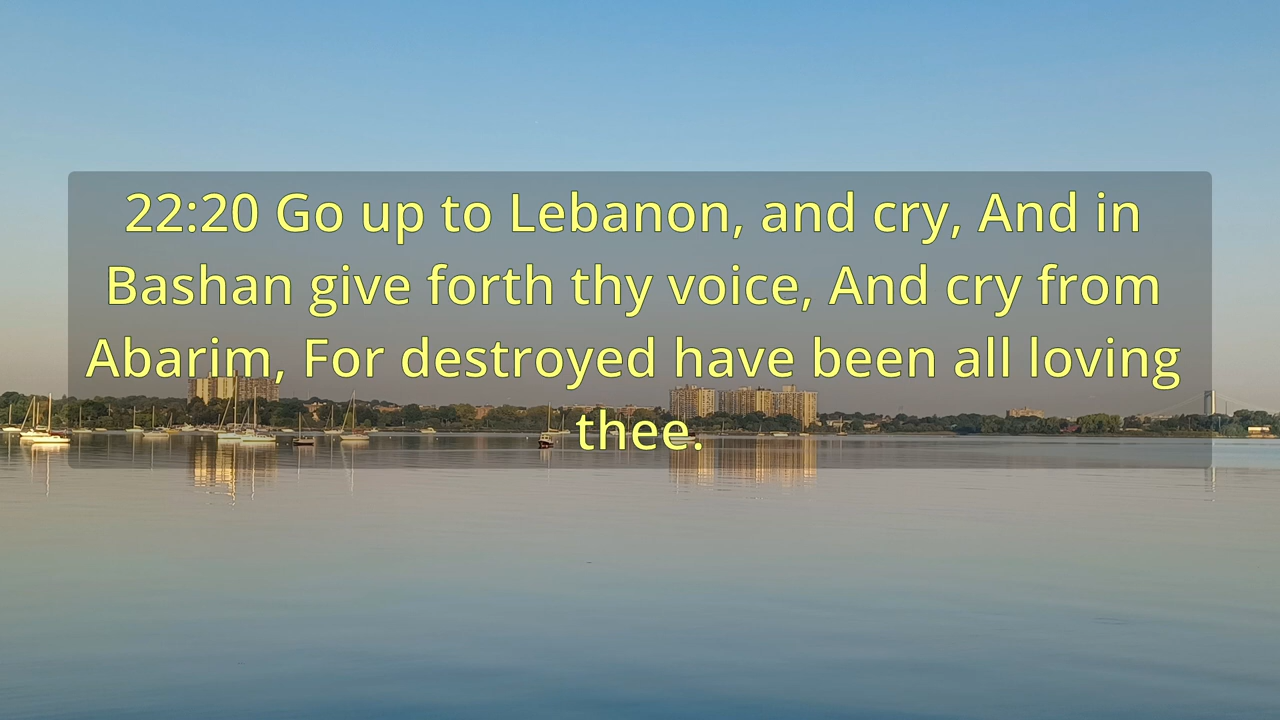 22:20 Go up to Lebanon, and cry, And in
Bashan give forth thy voice, And cry from
Abarim, For destroyed have been all loving
thee.